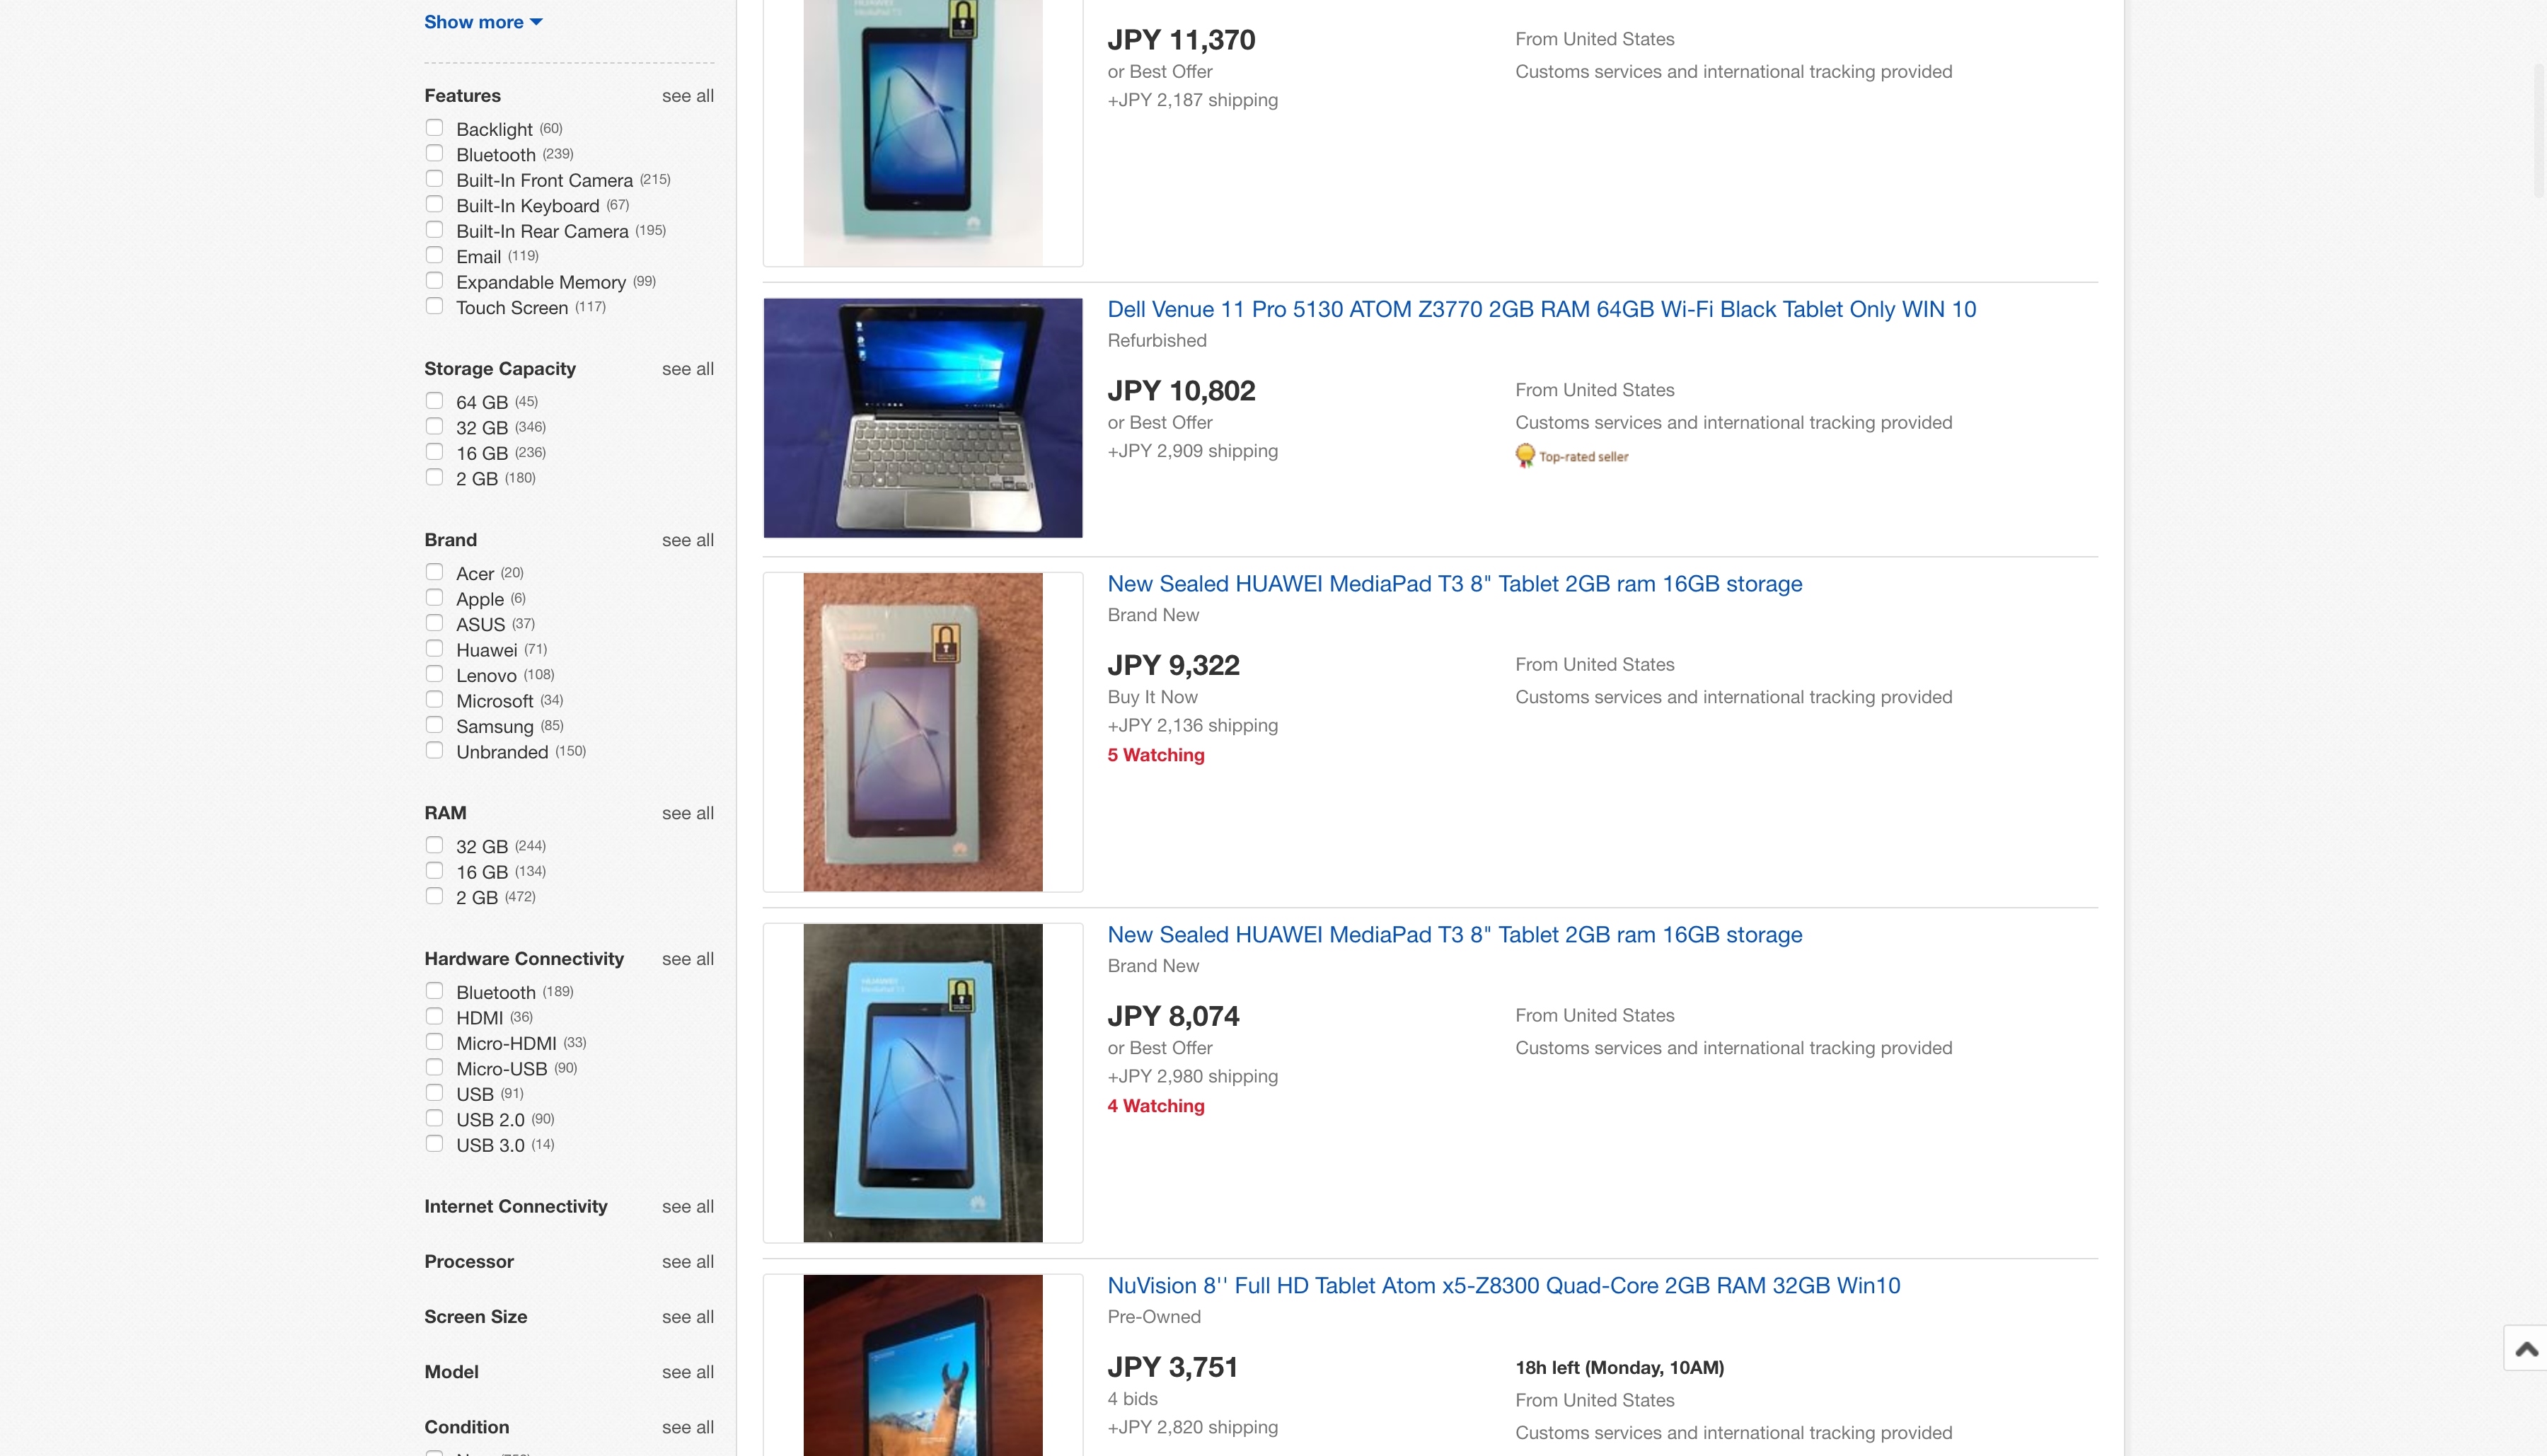 Show more
Features see all
Backlight (60)
Bluetooth (239)
Built-In Front Camera (215)
Built-In Keyboard (67)
Built-In Rear Camera (195)
Email (119)
Expandable Memory (99)
Touch Screen (117)
Storage Capacity see all
64 GB (45)
32 GB (346)
16 GB (236)
2 GB (180)
Brand see all
Acer (20)
Apple (6)
ASUS (37)
Huawei (71)
Lenovo (108)
Microsoft (34)
Samsung (85)
Unbranded (150)
RAM see all
32 GB (244)
16 GB (134)
2 GB (472)
Hardware Connectivity see all
Bluetooth (189)
HDMI (36)
Micro-HDMI (33)
Micro-USB (90)
USB (91)
USB 2.0 (90)
USB 3.0 (14)
Internet Connectivity see all
Processor see all
Screen Size see all
Model see all
Condition see all
JPY 11,370
or Best Offer
+JPY 2,187 shipping
From United States
Customs services and international tracking provided
Dell Venue 11 Pro 5130 ATOM Z3770 2GB RAM 64GB Wi-Fi Black Tablet Only WIN 10
Refurbished
JPY 10,802
or Best Offer
+JPY 2,909 shipping
From United States
Customs services and international tracking provided
Top-rated seller
New Sealed HUAWEI MediaPad T3 8" Tablet 2GB ram 16GB storage
Brand New
JPY 9,322
Buy It Now
+JPY 2,136 shipping
5 Watching
From United States
Customs services and international tracking provided
New Sealed HUAWEI MediaPad T3 8" Tablet 2GB ram 16GB storage
Brand New
JPY 8,074
or Best Offer
+JPY 2,980 shipping
4 Watching
From United States
Customs services and international tracking provided
NuVision 8'' Full HD Tablet Atom x5-Z8300 Quad-Core 2GB RAM 32GB Win10
Pre-Owned
JPY 3,751
4 bids
+JPY 2,820 shipping
18h left (Monday, 10AM)
From United States
Customs services and international tracking provided